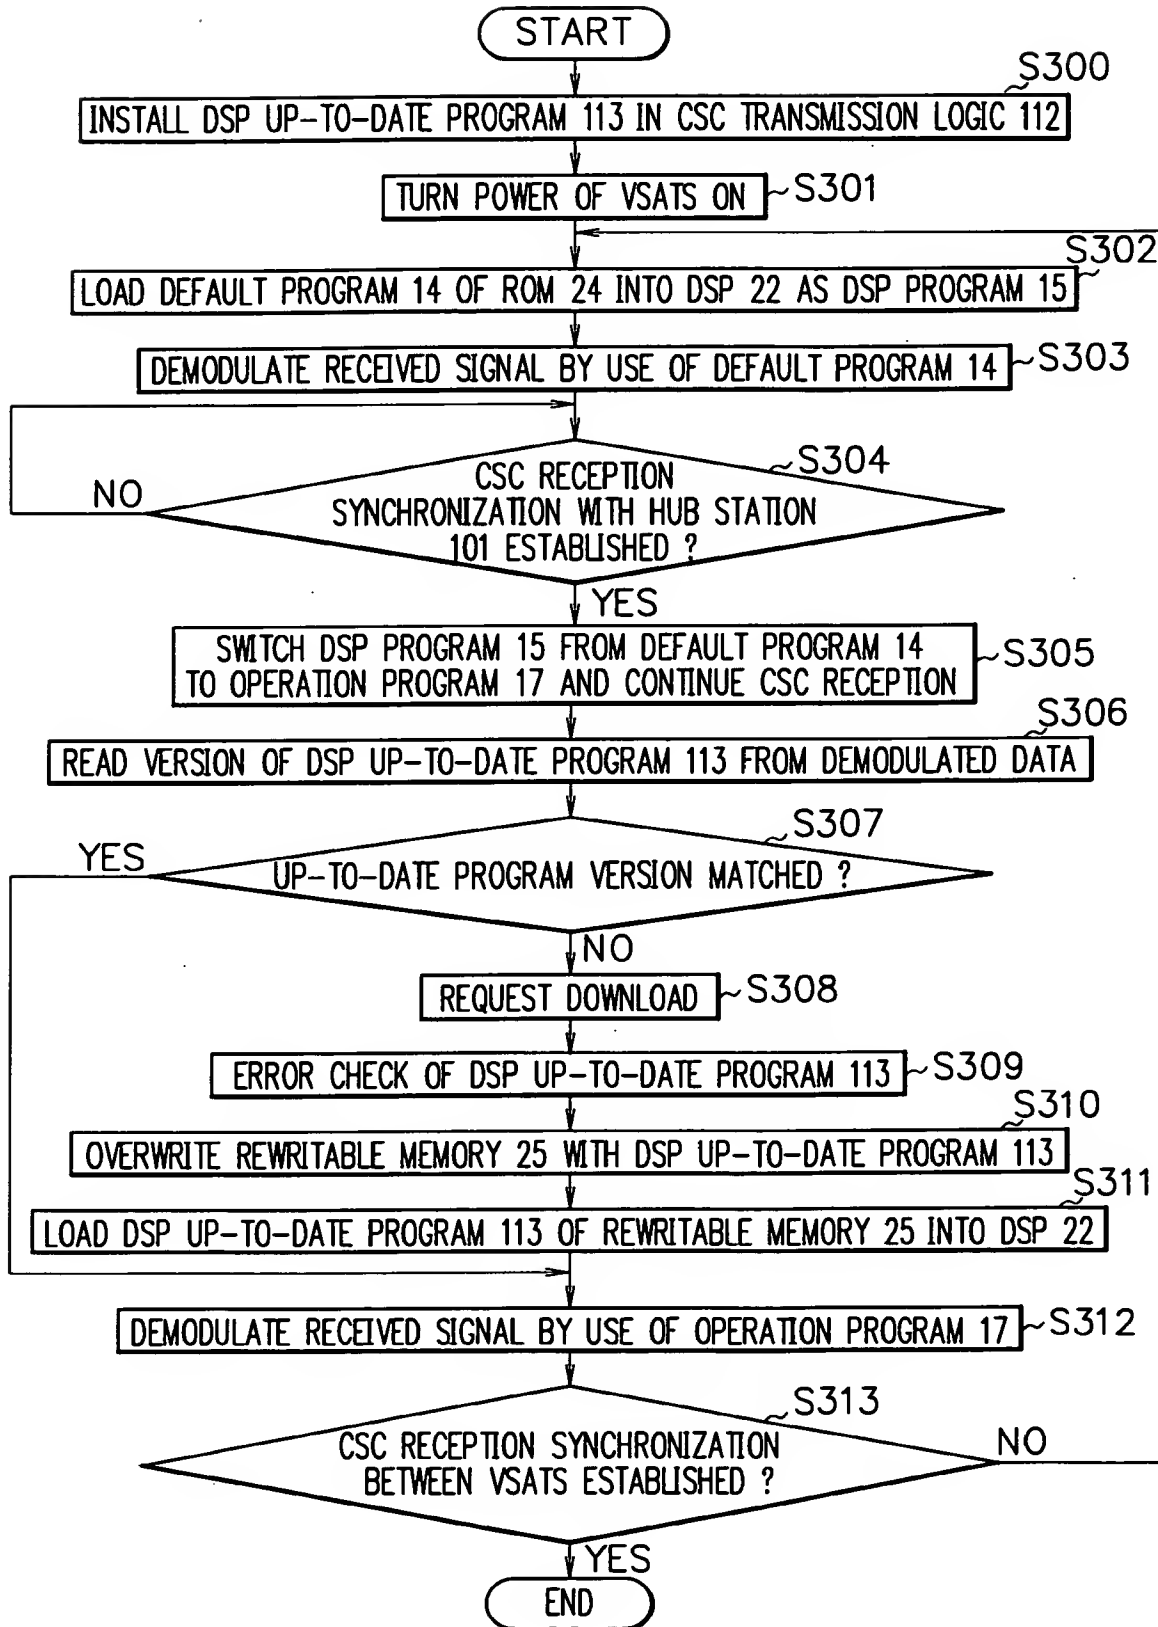 START
S300
INSTALL DSP UP-TO-DATE PROGRAM 113 IN CSC TRANSMISSION LOGIC 112
TURN POWER OF VSATS ON
S301
S302
LOAD DEFAULT PROGRAM 14 OF ROM 24 INTO DSP 22 AS DSP PROGRAM 15
DEMODULATE RECEIVED SIGNAL BY USE OF DEFAULT PROGRAM 14
S303
S304
NO
CSC RECEPTION
SYNCHRONIZATION WITH HUB STATION
101 ESTABLISHED ?
YES
SWITCH DSP PROGRAM 15 FROM DEFAULT PROGRAM 14
TO OPERATION PROGRAM 17 AND CONTINUE CSC RECEPTION
S305
S306
READ VERSION OF DSP UP-TO-DATE PROGRAM 113 FROM DEMODULATED DATA
S307
YES
UP-TO-DATE PROGRAM VERSION MATCHED ?
NO
REQUEST DOWNLOAD
S308
ERROR CHECK OF DSP UP-TO-DATE PROGRAM 113
S309
S310
OVERWRITE REWRITABLE MEMORY 25 WITH DSP UP-TO-DATE PROGRAM 113
S311
LOAD DSP UP-TO-DATE PROGRAM 113 OF REWRITABLE MEMORY 25 INTO DSP 22
DEMODULATE RECEIVED SIGNAL BY USE OF OPERATION PROGRAM 17
S312
S313
CSC RECEPTION SYNCHRONIZATION
BETWEEN VSATS ESTABLISHED ?
NO
YES
END